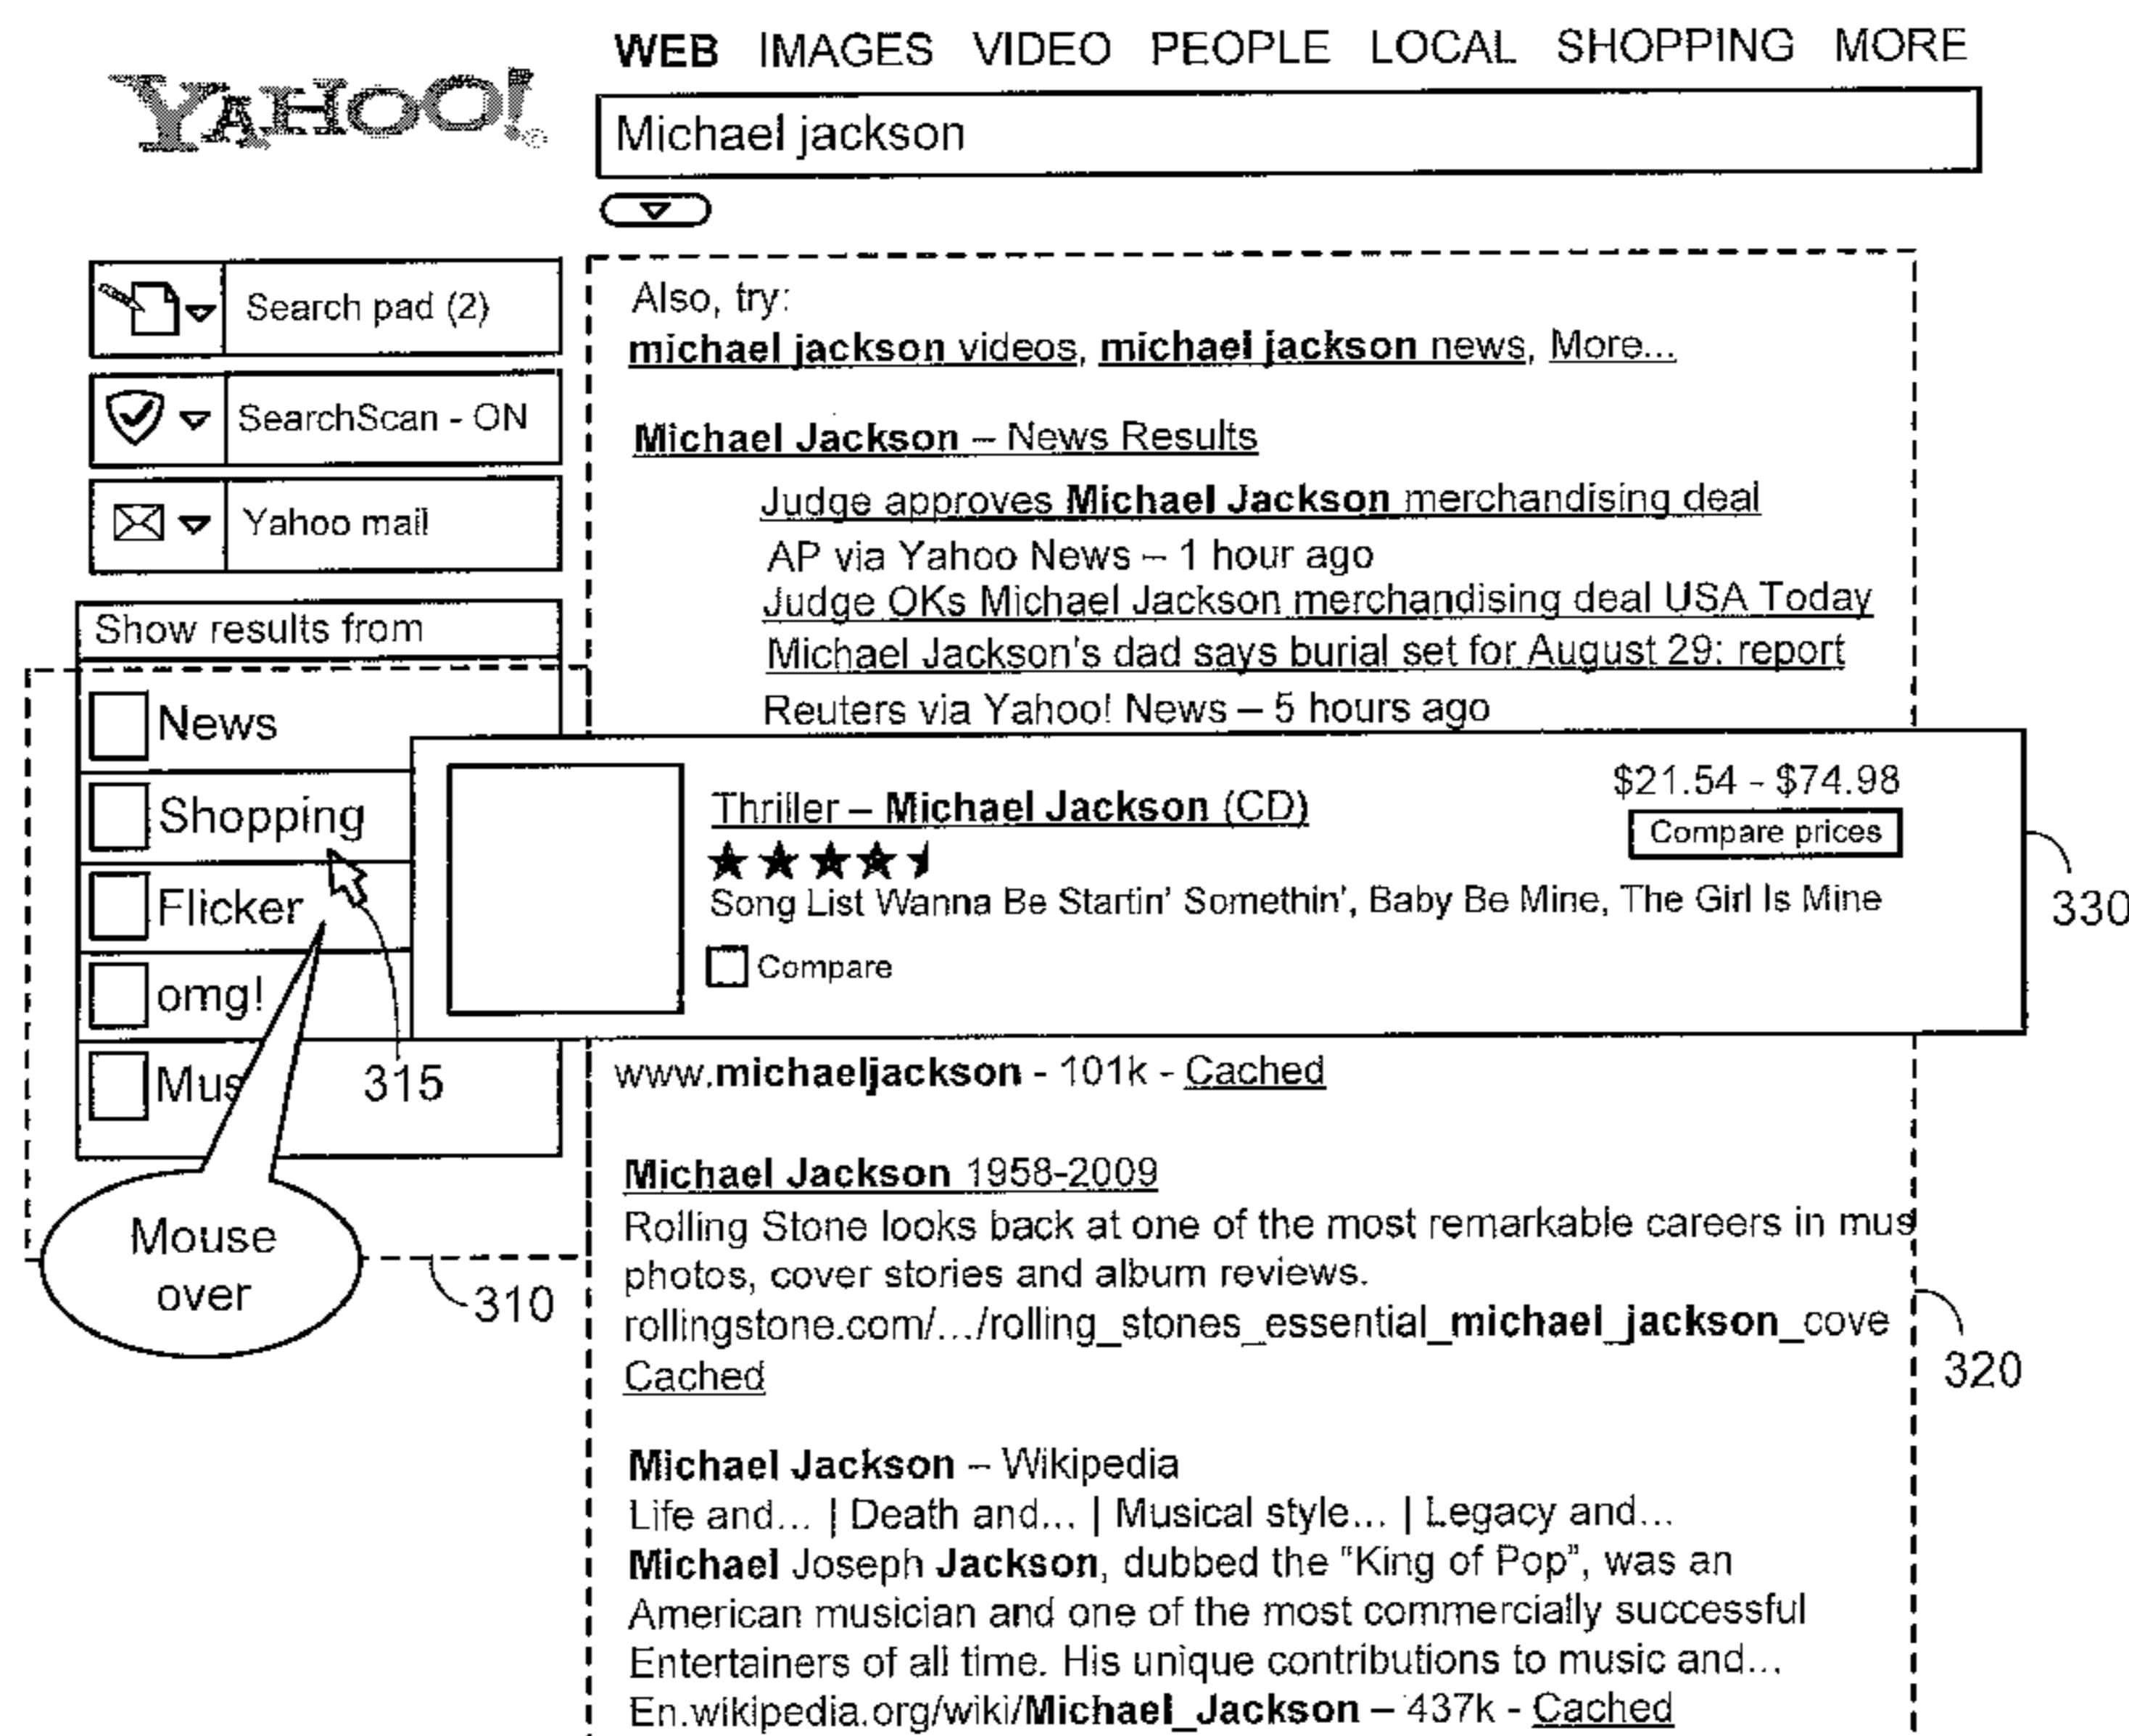 WEB IMAGES VIDEO PEOPLE LOCAL SHOPPING MORE
YAHOO!®
Michael jackson
Search pad (2)
SearchScan - ON
Yahoo mail
Show results from
News
Shopping
Flicker
omg!
Mus
315
Mouse
over
310
Also, try:
michael jackson videos, michael jackson news, More...
Michael Jackson – News Results
Judge approves Michael Jackson merchandising deal
AP via Yahoo News – 1 hour ago
Judge OKs Michael Jackson merchandising deal USA Today
Michael Jackson's dad says burial set for August 29: report
Reuters via Yahoo! News – 5 hours ago
Thriller – Michael Jackson (CD)
$21.54 - $74.98
Compare prices
Song List Wanna Be Startin' Somethin', Baby Be Mine, The Girl Is Mine
Compare
330
www.michaeljackson - 101k - Cached
Michael Jackson 1958-2009
Rolling Stone looks back at one of the most remarkable careers in mus
photos, cover stories and album reviews.
rollingstone.com/.../rolling_stones_essential_michael_jackson_cove
Cached
320
Michael Jackson – Wikipedia
Life and... | Death and... | Musical style... | Legacy and...
Michael Joseph Jackson, dubbed the "King of Pop", was an
American musician and one of the most commercially successful
Entertainers of all time. His unique contributions to music and...
En.wikipedia.org/wiki/Michael_Jackson – 437k - Cached